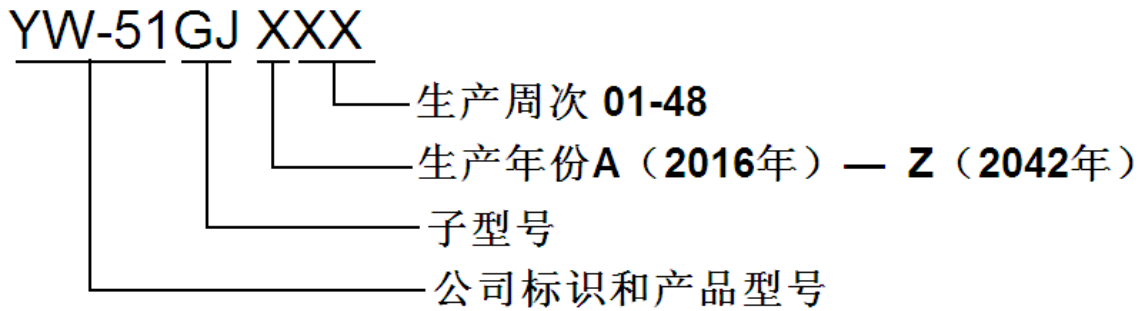 YW-51GJ XXX
生产周次 01-48
生产年份A（2016年）— Z（2042年）
子型号
公司标识和产品型号